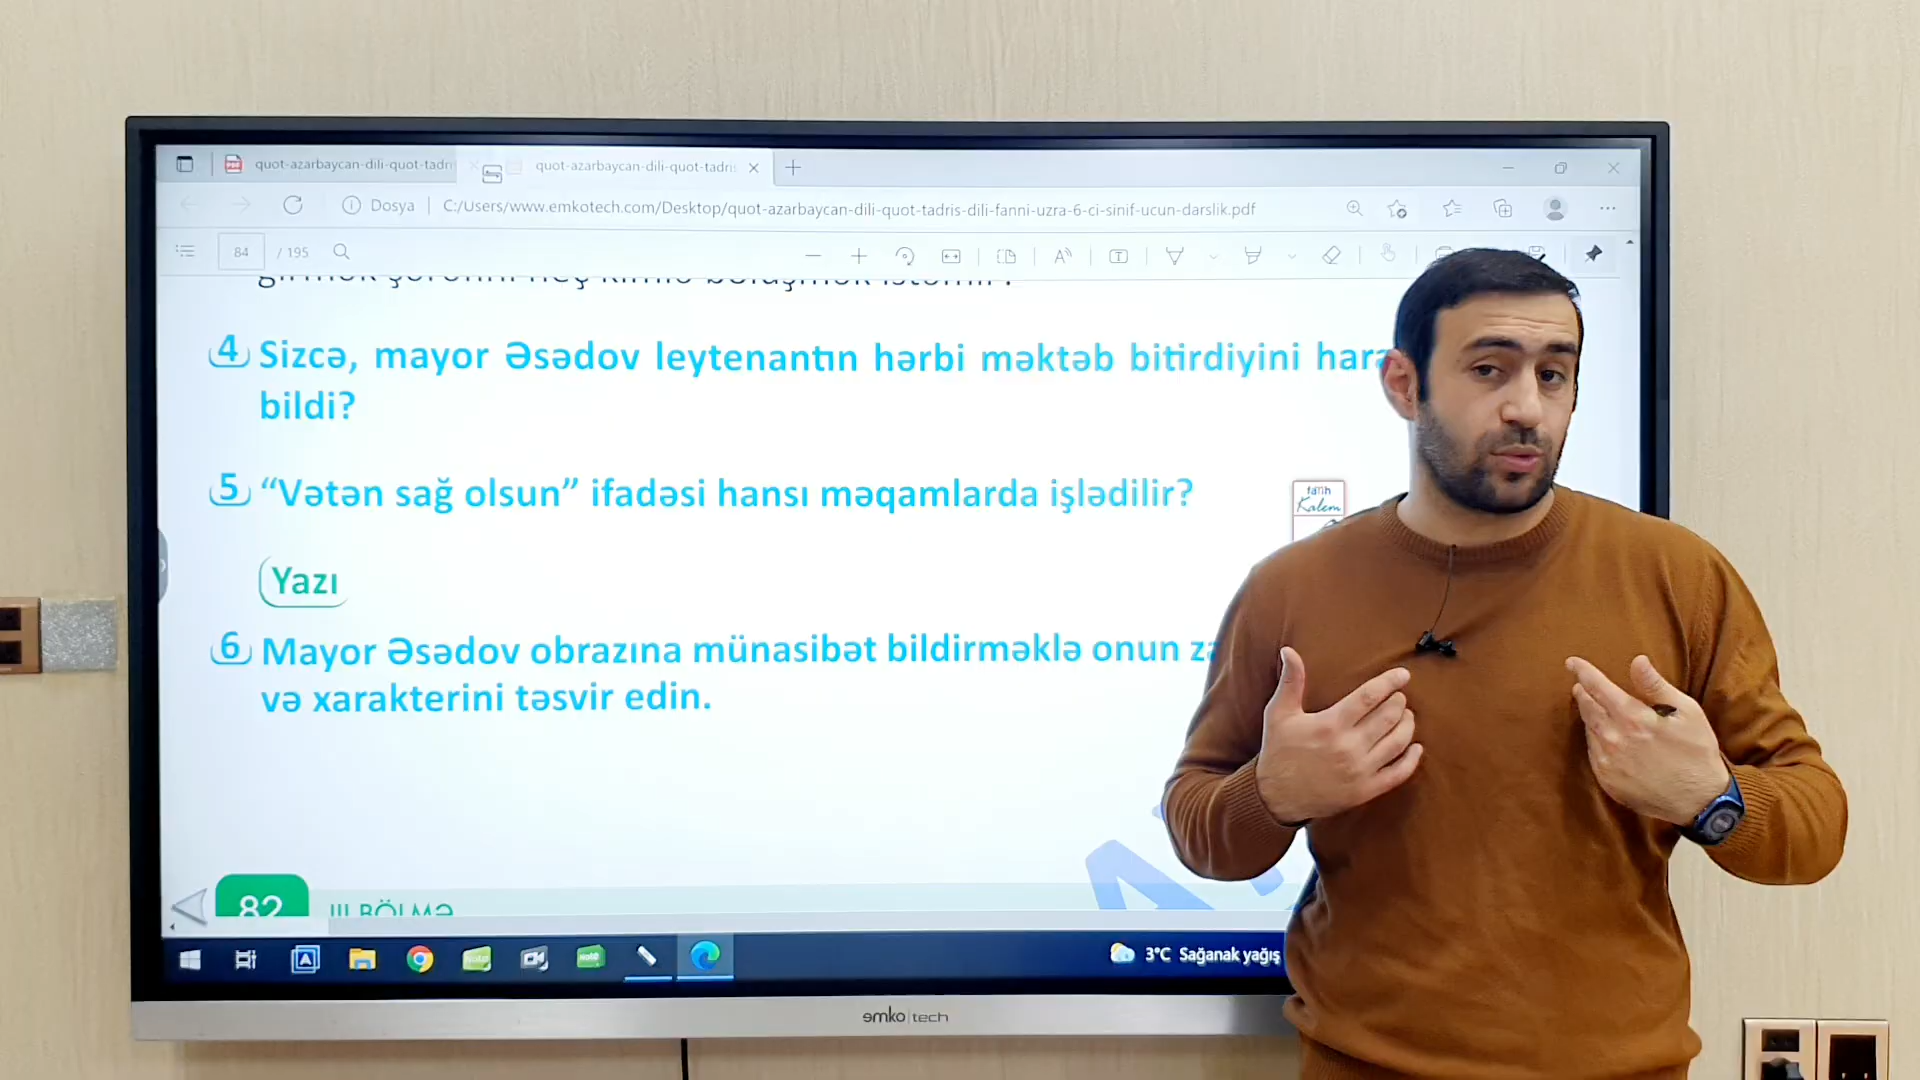 quot-azarbaycan-dili-quot-tadri
quot-azarbaycan-dili-quot-tadris
Dosya
C:/Users/www.emkotech.com/Desktop/quot-azarbaycan-dili-quot-tadris-dili-fanni-uzra-6-ci-sinif-ucun-darslik.pdf
84 / 195
4 Sizcə, mayor Əsədov leytenantın hərbi məktəb bitirdiyini hara
bildi?
5 “Vətən sağ olsun” ifadəsi hansı məqamlarda işlədilir?
fatih
Kalem
Yazı
6 Mayor Əsədov obrazına münasibət bildirməklə onun
və xarakterini təsvir edin.
82 III BÖLMƏ
3°C Sağanak yağış
emko tech